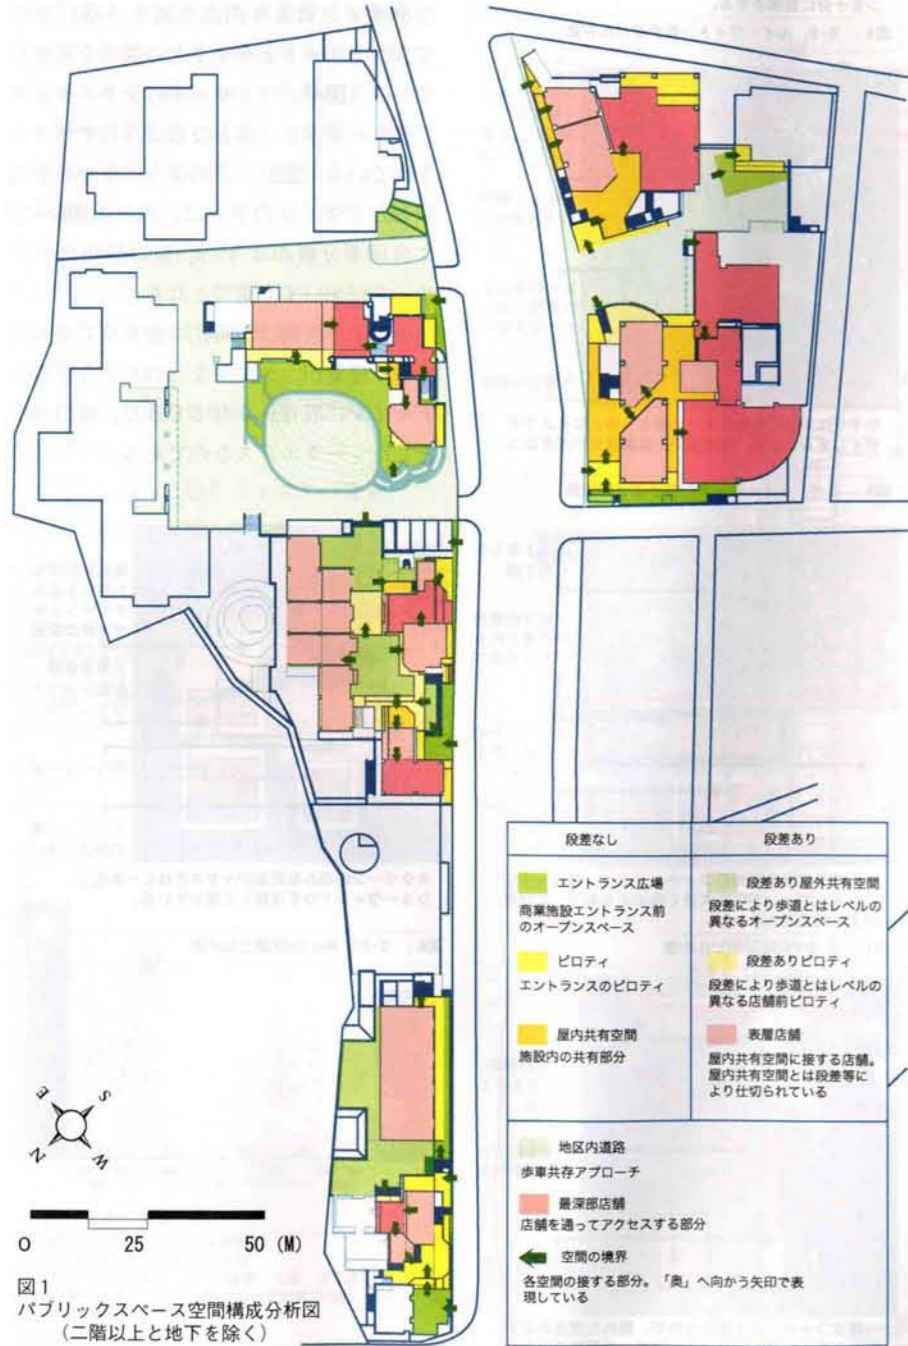 段差なし
段差あり
エントランス広場
商業施設エントランス前
のオープンスペース
段差あり屋外共有空間
段差により歩道とはレベルの
異なるオープンスペース
ピロティ
エントランスのピロティ
段差ありピロティ
段差により歩道とはレベルの
異なる店舗前ピロティ
屋内共有空間
施設内の共有部分
表層店舗
屋内共有空間に接する店舗。
屋内共有空間とは段差等に
より仕切られている
地区内道路
歩車共存アプローチ
最深部店舗
店舗を通ってアクセスする部分
空間の境界
各空間の接する部分。「奥」へ向かう矢印で表
現している
S
E
W
N
0 25 50 (M)
図1
パブリックスペース空間構成分析図
(二階以上と地下を除く)